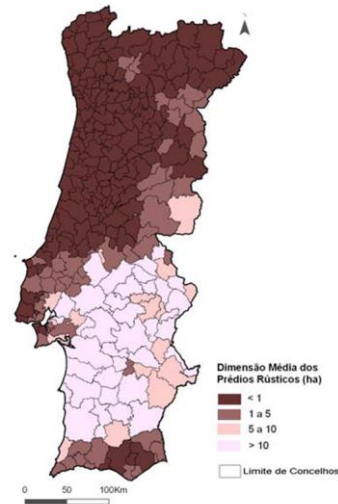 N
Dimensão Média dos
Prédios Rústicos (ha)
< 1
1 a 5
5 a 10
> 10
Limite de Concelhos
0 50 100Km